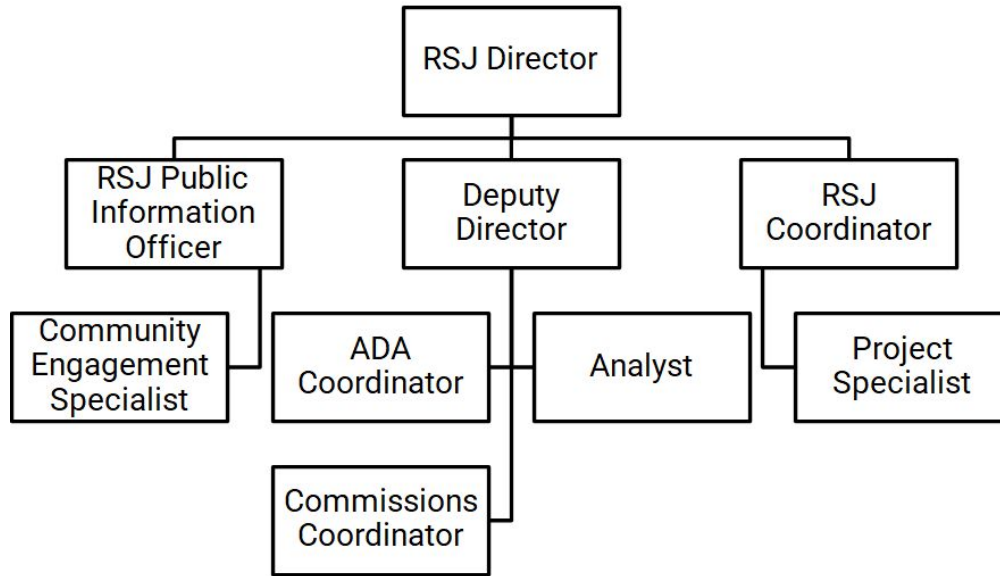 RSJ Director
RSJ Public
Information
Officer
Deputy
Director
RSJ
Coordinator
Community
Engagement
Specialist
ADA
Coordinator
Analyst
Project
Specialist
Commissions
Coordinator